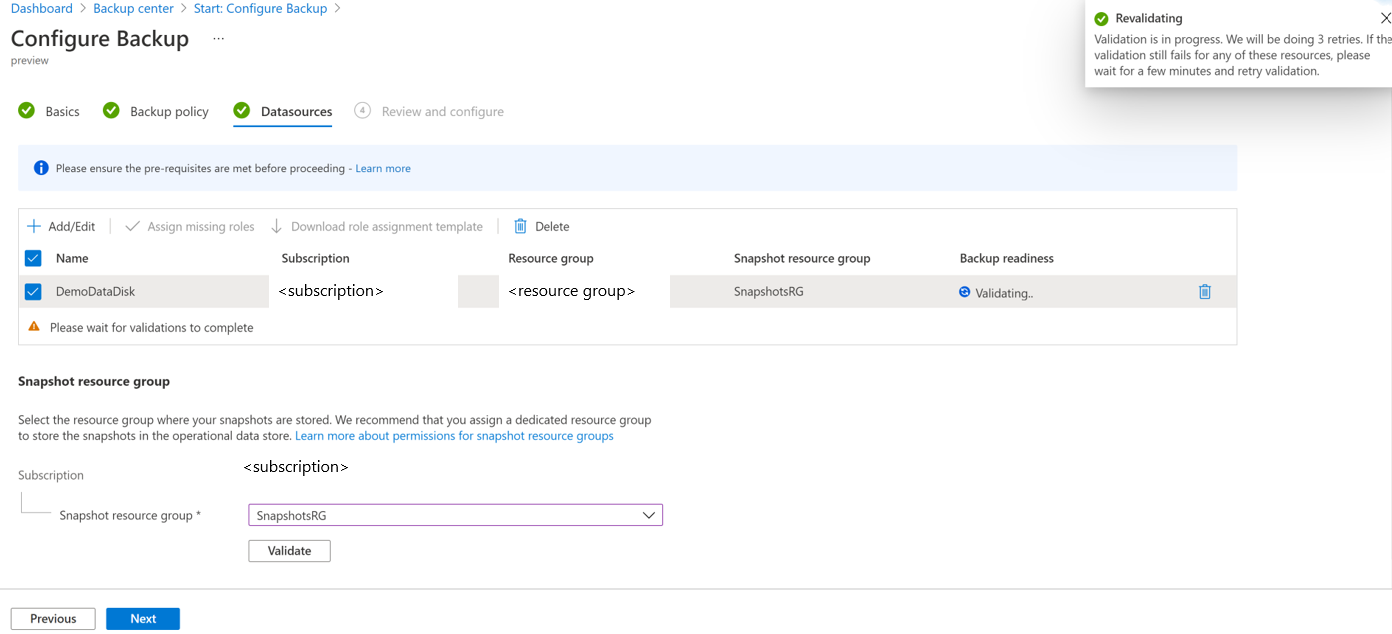 Dashboard > Backup center > Start: Configure Backup >
Configure Backup ...
preview
Revalidating
Validation is in progress. We will be doing 3 retries. If the
validation still fails for any of these resources, please
wait for a few minutes and retry validation.
Basics Backup policy Datasources 4 Review and configure
Please ensure the pre-requisites are met before proceeding - Learn more
Add/Edit Assign missing roles Download role assignment template Delete
Name Subscription Resource group Snapshot resource group Backup readiness
DemoDataDisk <subscription> <resource group> SnapshotsRG Validating..
Please wait for validations to complete
Snapshot resource group
Select the resource group where your snapshots are stored. We recommend that you assign a dedicated resource group
to store the snapshots in the operational data store. Learn more about permissions for snapshot resource groups
<subscription>
Subscription
Snapshot resource group * SnapshotsRG
Validate
Previous Next